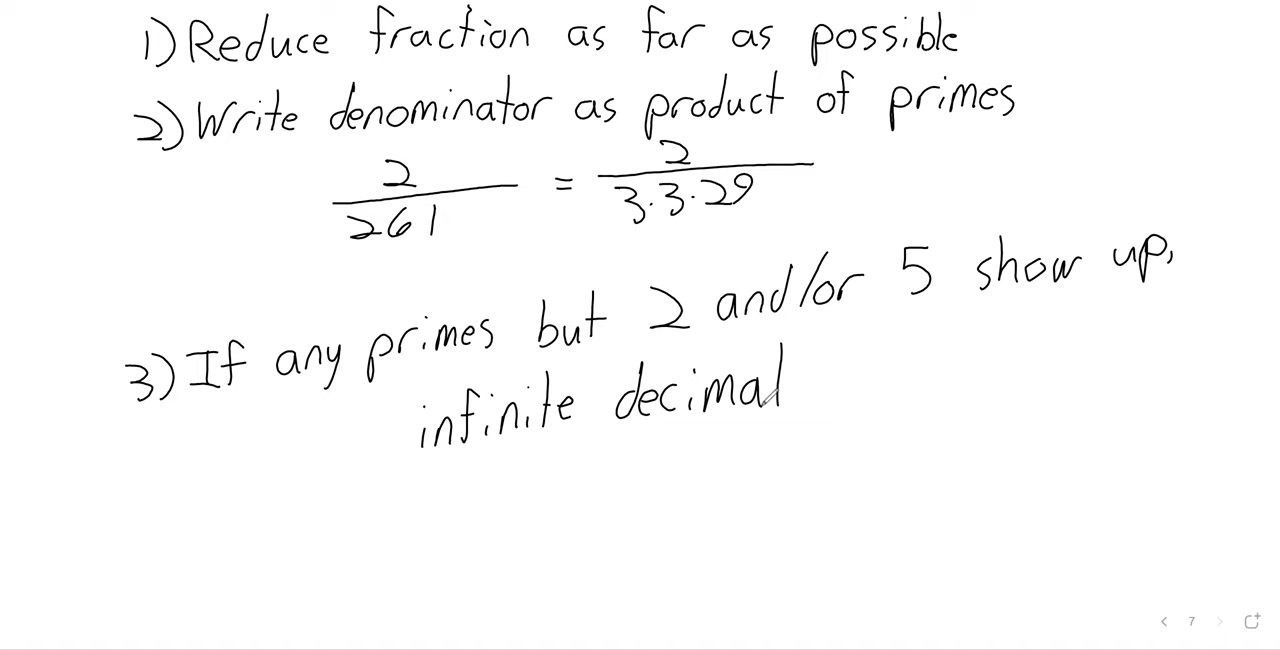 1) Reduce fraction as far as possible
2) Write denominator as product of primes
2/261 = 2/3·3·29
3) If any primes but 2 and/or 5 show up,
infinite decimal
7